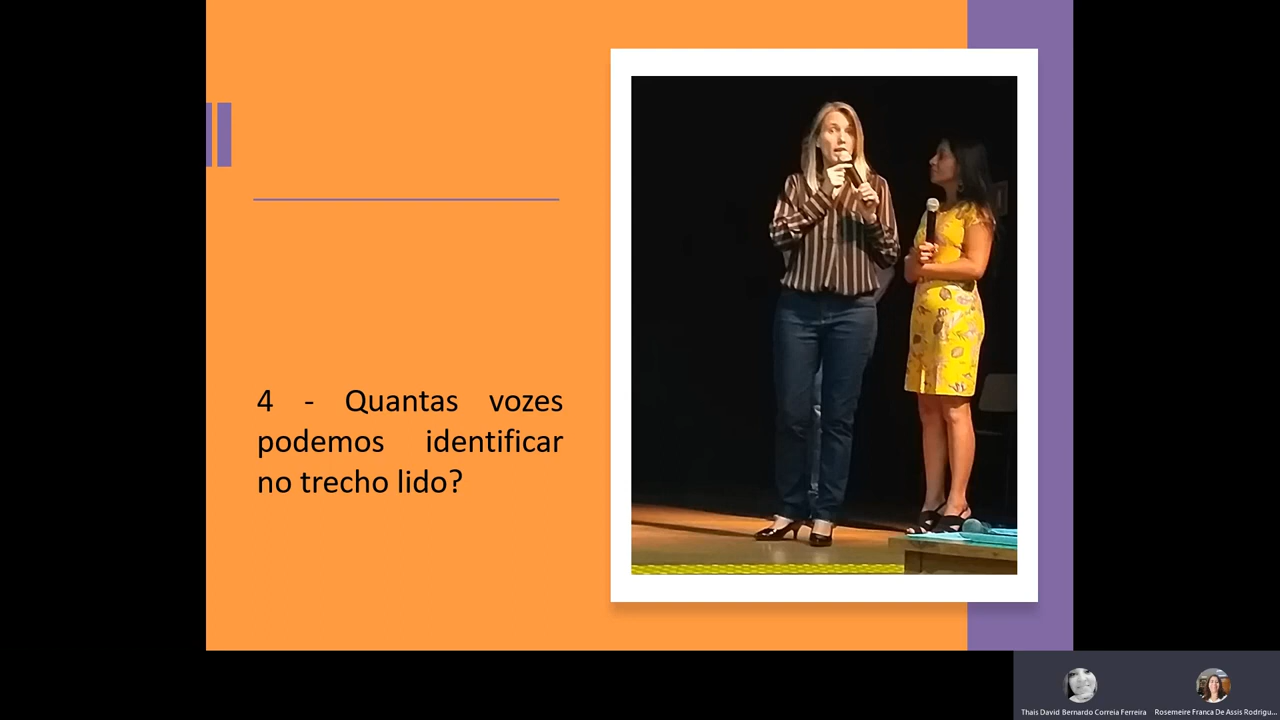 4 - Quantas vozes
podemos identificar
no trecho lido?
Thais David Bernardo Correia Ferreira
Rosemeire Franca De Assis Rodrigu...